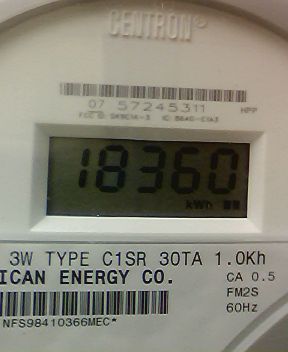 CENTRON®
07 57245311 HPP
18360
kWh
3W TYPE C1SR 30TA 1.0Kh
ICAN ENERGY CO. CA 0.5
FM2S
60Hz
NFS98410366MEC*